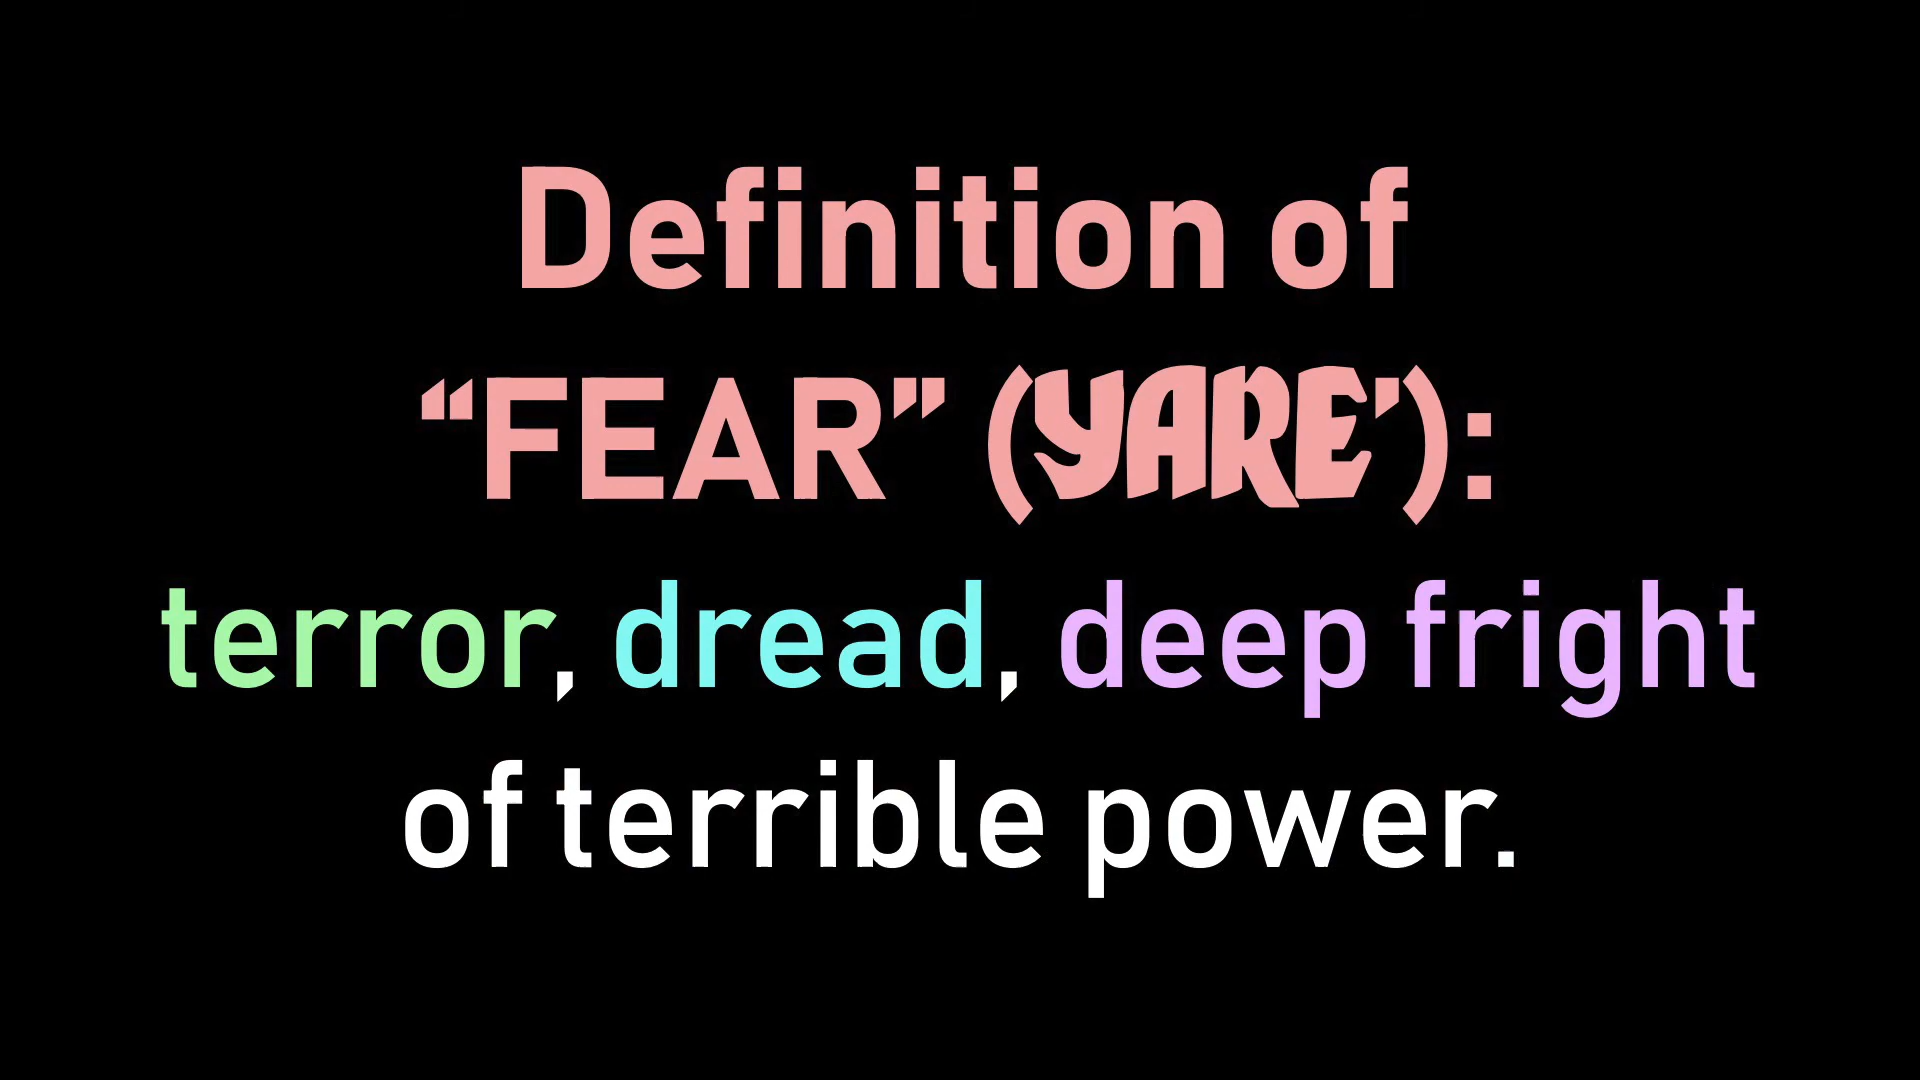 Definition of
“FEAR” (YARE’):
terror, dread, deep fright
of terrible power.